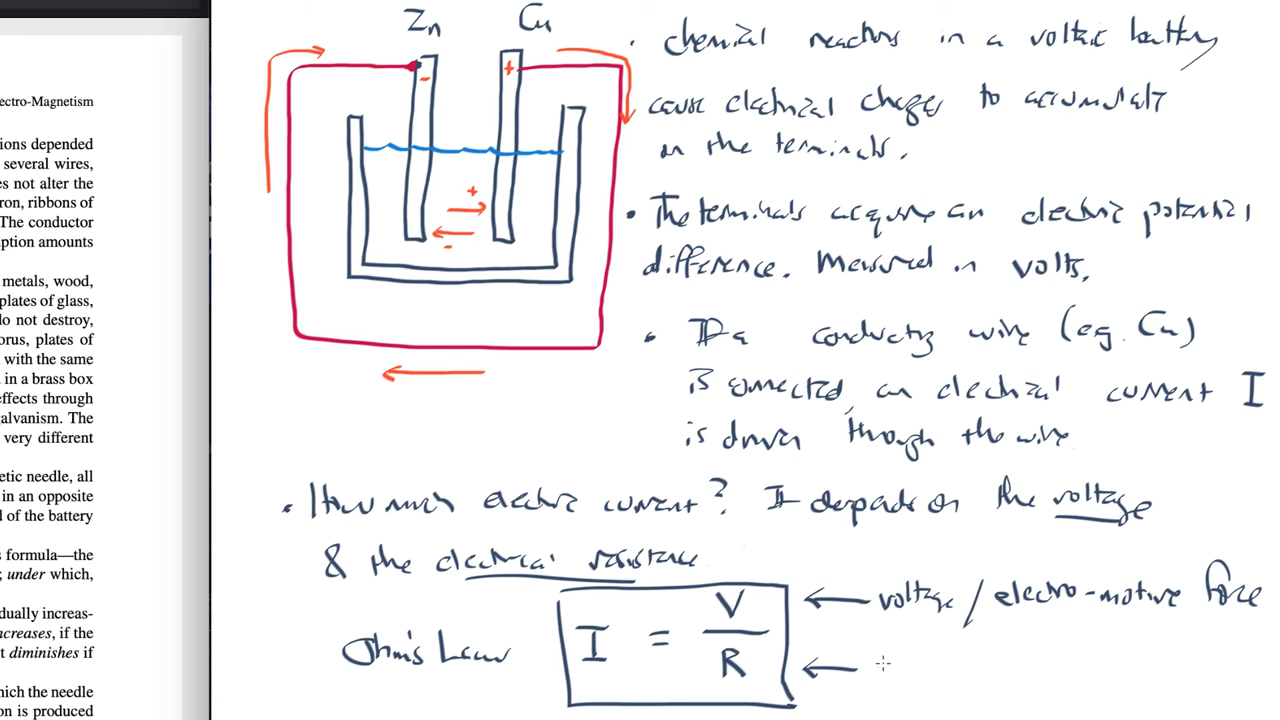 ectro-Magnetism
ions depended
several wires,
es not alter the
ron, ribbons of
The conductor
ption amounts
metals, wood,
plates of glass,
do not destroy,
orus, plates of
with the same
in a brass box
effects through
galvanism. The
very different
etic needle, all
in an opposite
d of the battery
s formula—the
; under which,
dually increas-
ncreases, if the
t diminishes if
hich the needle
on is produced
Zn
Cu
-
+
+
-
• chemical reactions in a voltaic battery
cause electrical charges to accumulate
on the terminals.
• The terminals acquire an electric potential
difference. Measured in volts.
• If a conducting wire (eg. Cu)
is connected, an electrical current I
is driven through the wire
• How much electric current? It depends on the voltage
& the electrical resistance
Ohm's Law I = V/R
← voltage / electro-motive force
←